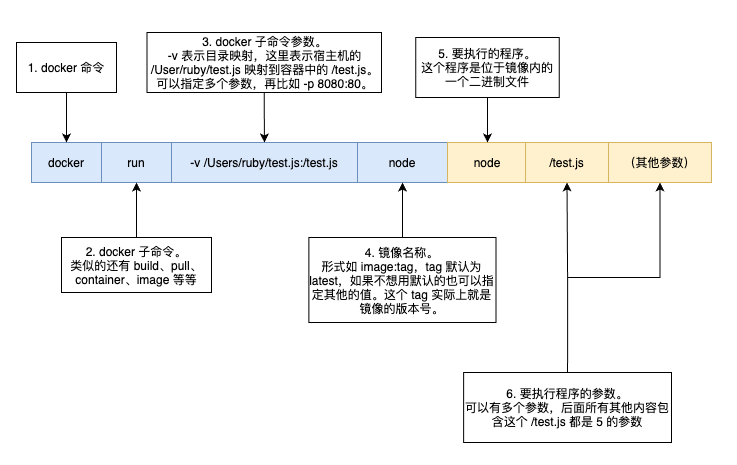 1. docker 命令
3. docker 子命令参数。
-v 表示目录映射，这里表示宿主机的
/User/ruby/test.js 映射到容器中的 /test.js。
可以指定多个参数，再比如 -p 8080:80。
5. 要执行的程序。
这个程序是位于镜像内的
一个二进制文件
docker
run
-v /Users/ruby/test.js:/test.js
node
node
/test.js
（其他参数）
2. docker 子命令。
类似的还有 build、pull、
container、image 等等
4. 镜像名称。
形式如 image:tag，tag 默认为
latest，如果不想用默认的也可以指
定其他的值。这个 tag 实际上就是
镜像的版本号。
6. 要执行程序的参数。
可以有多个参数，后面所有其他内容包
含这个 /test.js 都是 5 的参数